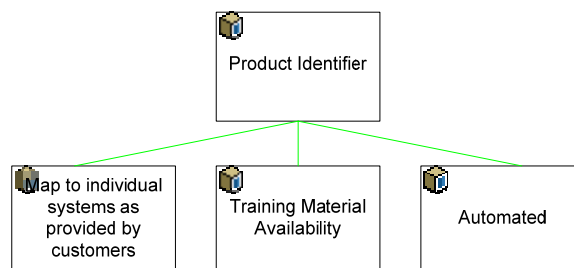 Product Identifier
Map to individual
systems as
provided by
customers
Training Material
Availability
Automated